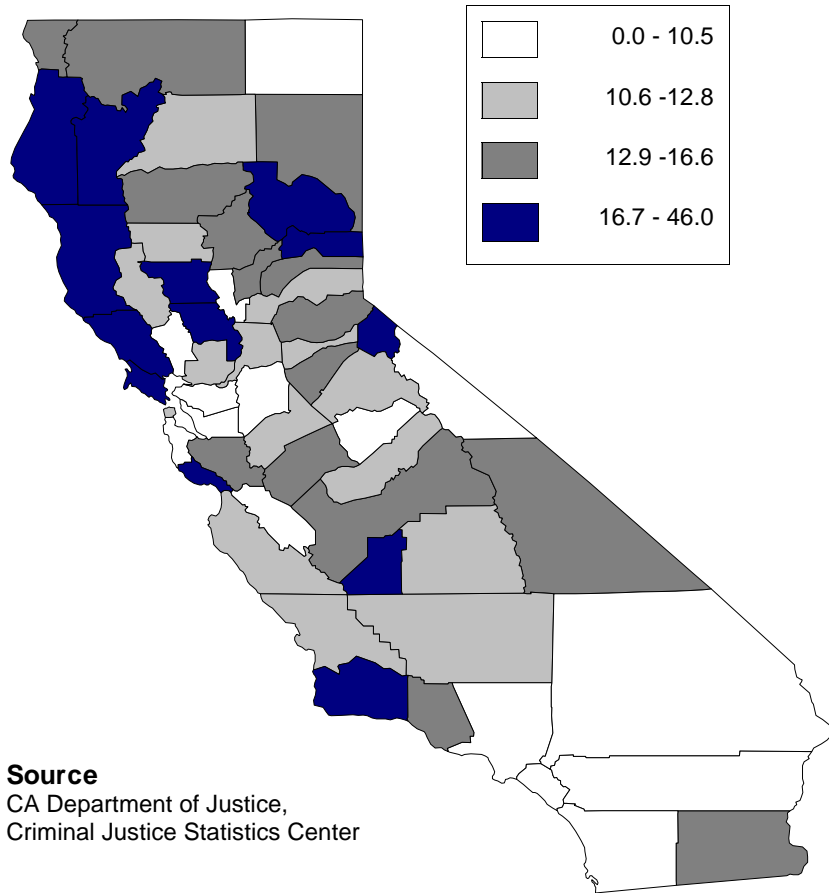 0.0 - 10.5
10.6 -12.8
12.9 -16.6
16.7 - 46.0
Source
CA Department of Justice,
Criminal Justice Statistics Center